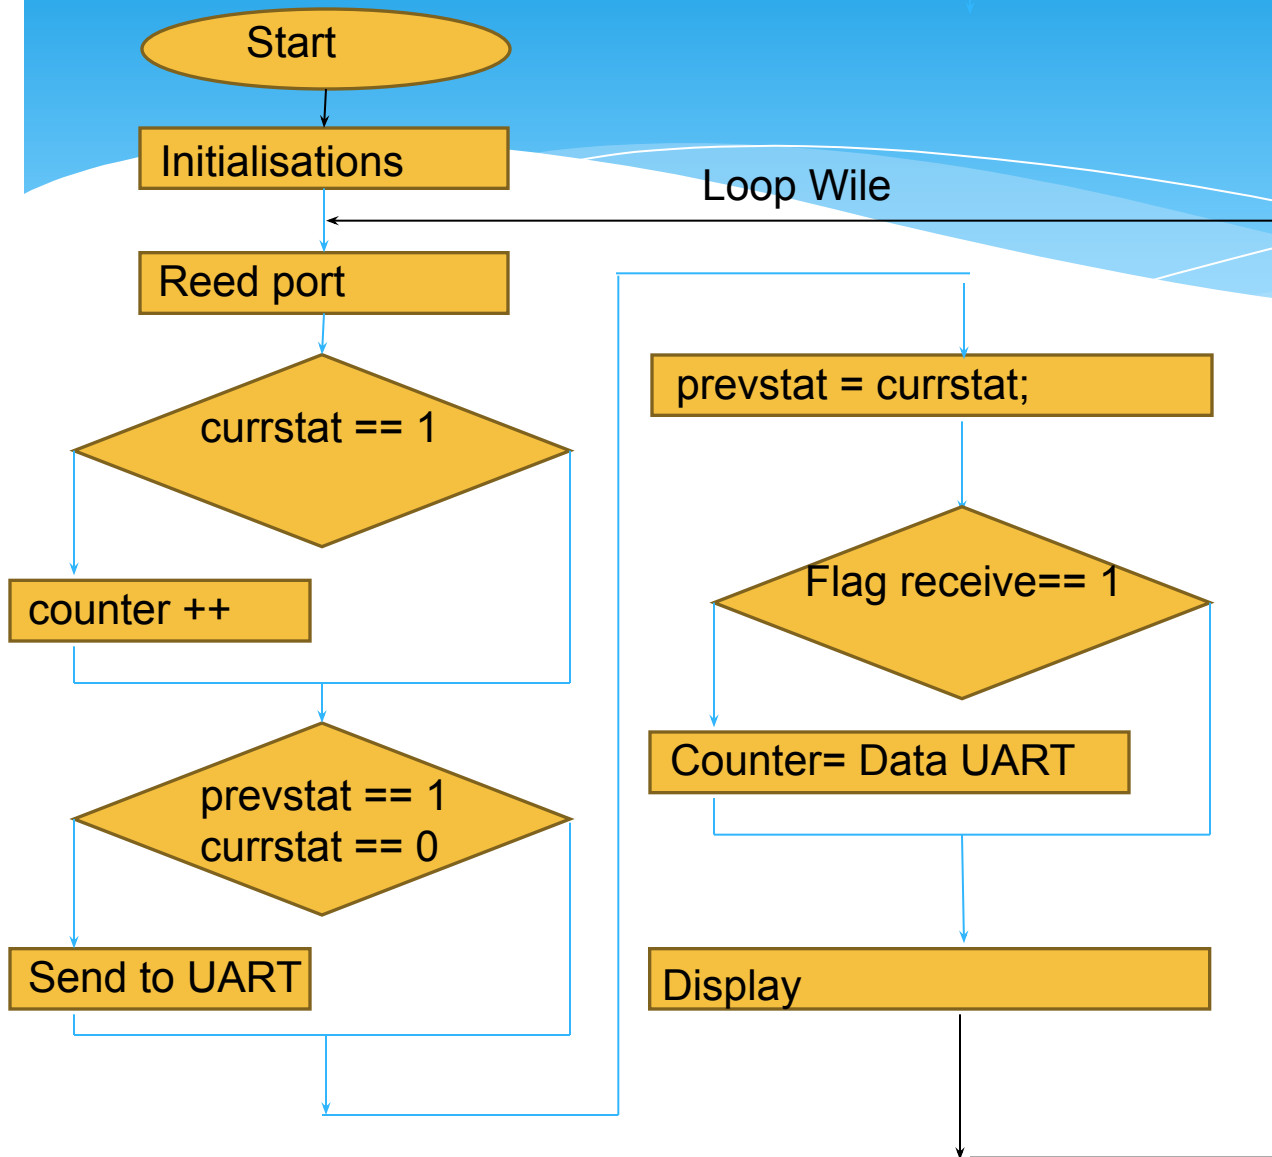 Start
Initialisations
Loop Wile
Reed port
currstat == 1
counter ++
prevstat == 1
currstat == 0
Send to UART
prevstat = currstat;
Flag receive== 1
Counter= Data UART
Display